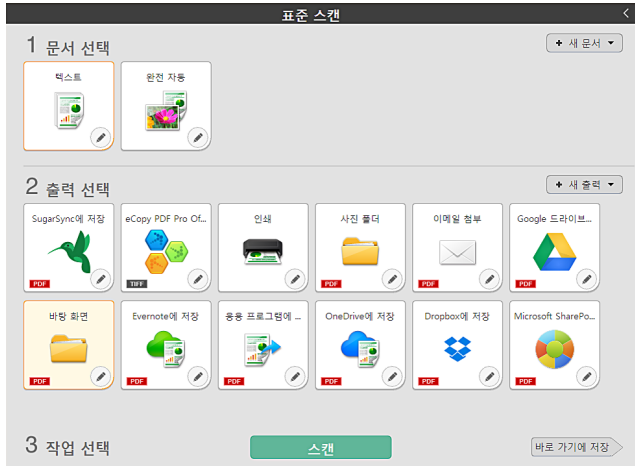 표준 스캔
1 문서 선택
+ 새 문서
텍스트
완전 자동
2 출력 선택
+ 새 출력
SugarSync에 저장
PDF
eCopy PDF Pro Of...
TIFF
인쇄
사진 폴더
PDF
이메일 첨부
PDF
Google 드라이브...
PDF
바탕 화면
PDF
Evernote에 저장
PDF
응용 프로그램에 ...
PDF
OneDrive에 저장
PDF
Dropbox에 저장
PDF
Microsoft SharePo...
PDF
3 작업 선택
스캔
바로 가기에 저장